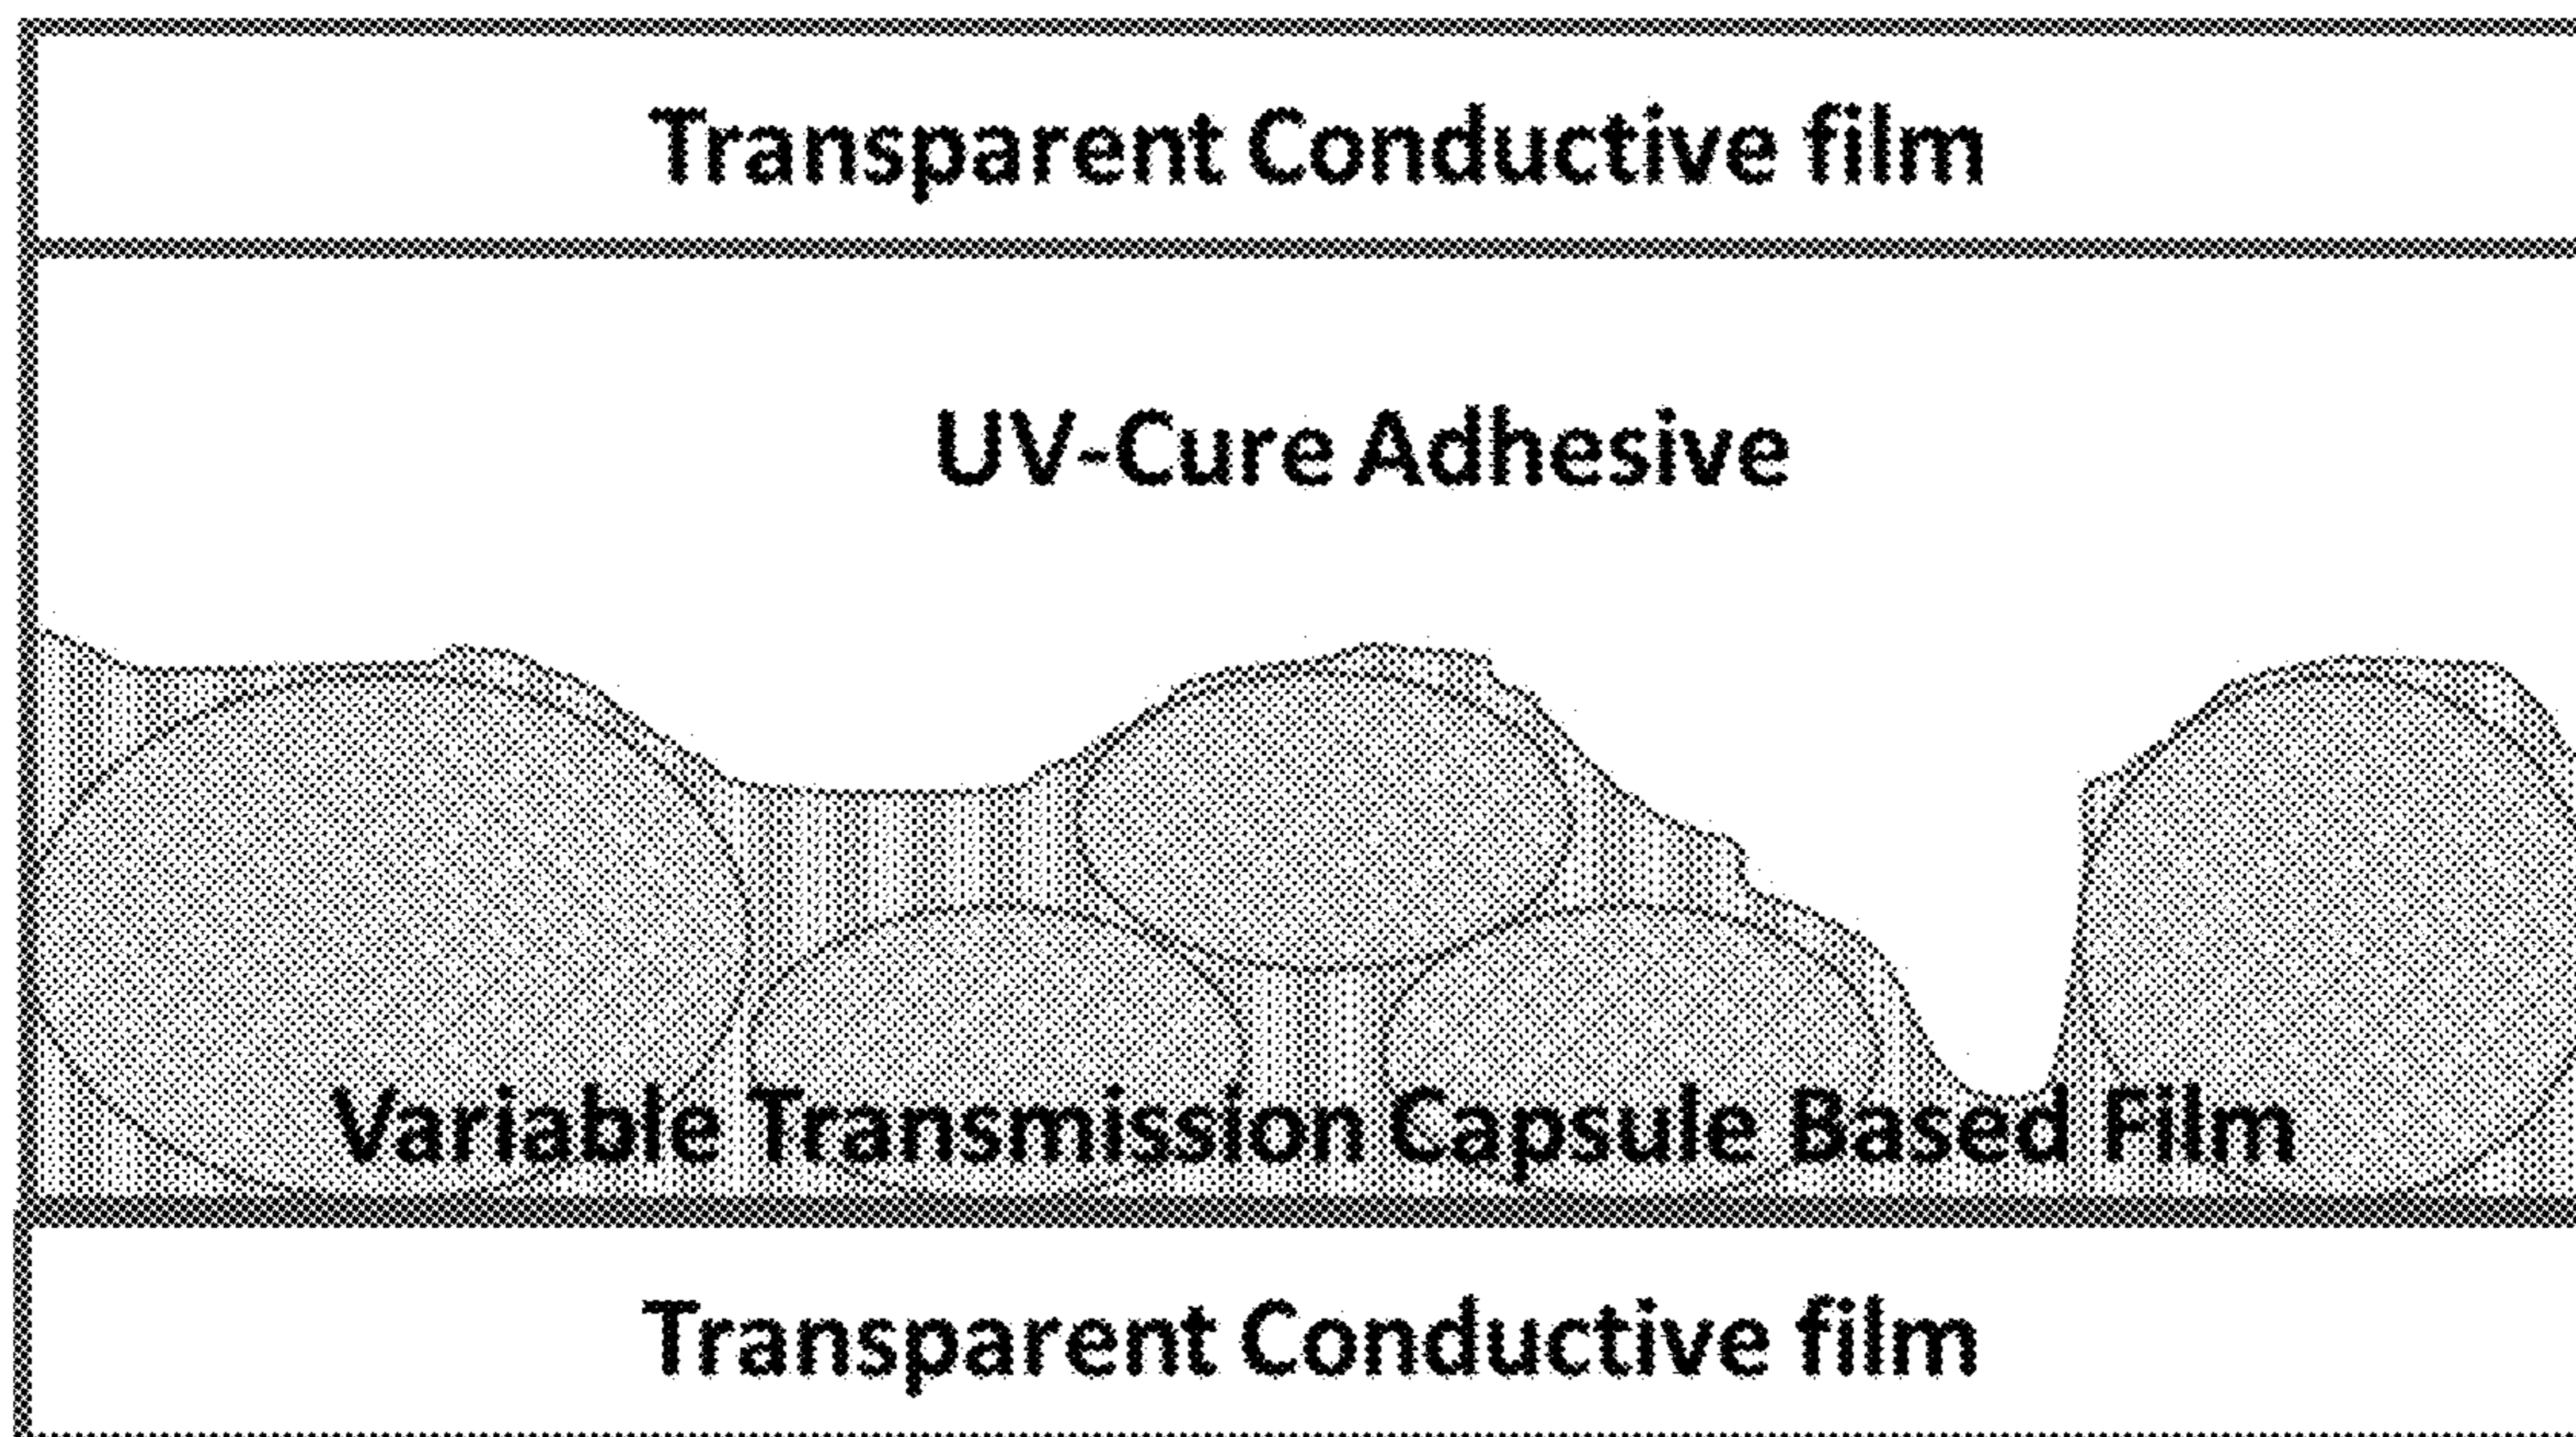 Transparent Conductive film
UV-Cure Adhesive
Variable Transmission Capsule Based Film
Transparent Conductive film